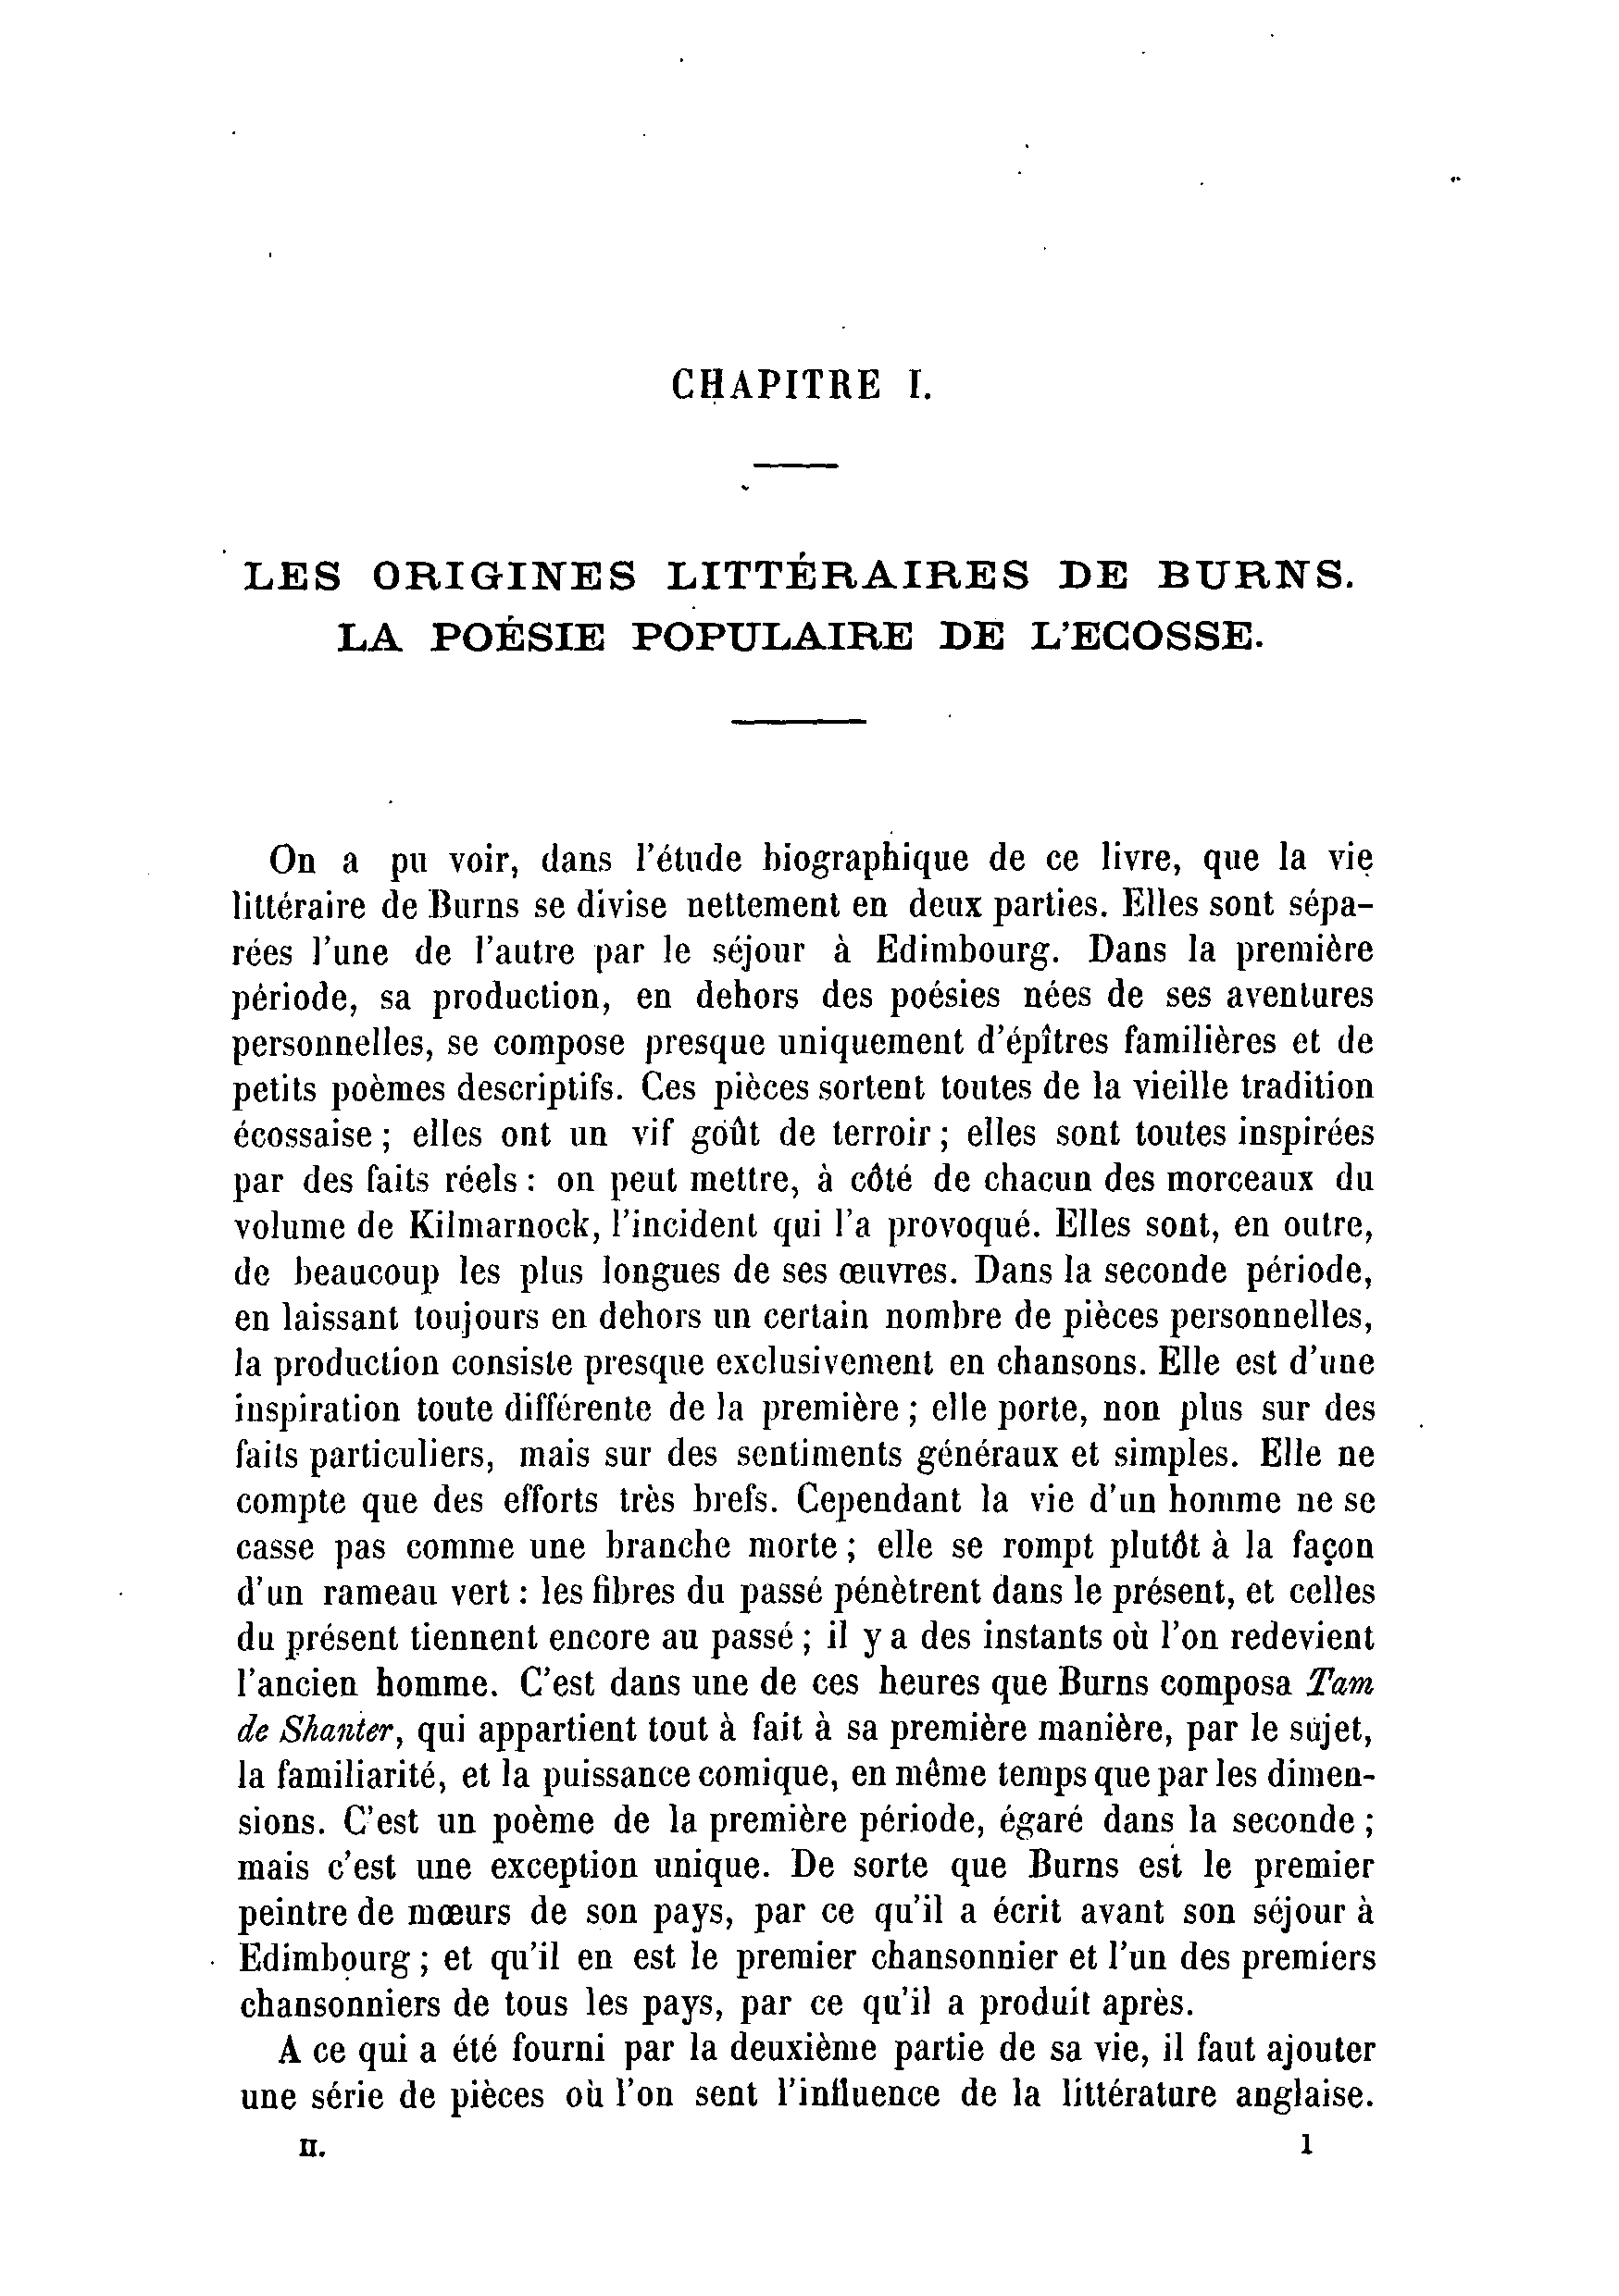 CHAPITRE I.
LES ORIGINES LITTÉRAIRES DE BURNS.
LA POÉSIE POPULAIRE DE L'ECOSSE.
On a pu voir, dans l'étude biographique de ce livre, que la vie
littéraire de Burns se divise nettement en deux parties. Elles sont sépa-
rées l'une de l'autre par le séjour à Edimbourg. Dans la première
période, sa production, en dehors des poésies nées de ses aventures
personnelles, se compose presque uniquement d'épîtres familières et de
petits poèmes descriptifs. Ces pièces sortent toutes de la vieille tradition
écossaise ; elles ont un vif goût de terroir ; elles sont toutes inspirées
par des faits réels : on peut mettre, à côté de chacun des morceaux du
volume de Kilmarnock, l'incident qui l'a provoqué. Elles sont, en outre,
de beaucoup les plus longues de ses œuvres. Dans la seconde période,
en laissant toujours en dehors un certain nombre de pièces personnelles,
la production consiste presque exclusivement en chansons. Elle est d'une
inspiration toute différente de la première ; elle porte, non plus sur des
faits particuliers, mais sur des sentiments généraux et simples. Elle ne
compte que des efforts très brefs. Cependant la vie d'un homme ne se
casse pas comme une branche morte ; elle se rompt plutôt à la façon
d'un rameau vert : les fibres du passé pénètrent dans le présent, et celles
du présent tiennent encore au passé ; il y a des instants où l'on redevient
l'ancien homme. C'est dans une de ces heures que Burns composa Tam
de Shanter, qui appartient tout à fait à sa première manière, par le sujet,
la familiarité, et la puissance comique, en même temps que par les dimen-
sions. C'est un poème de la première période, égaré dans la seconde ;
mais c'est une exception unique. De sorte que Burns est le premier
peintre de mœurs de son pays, par ce qu'il a écrit avant son séjour à
Edimbourg ; et qu'il en est le premier chansonnier et l'un des premiers
chansonniers de tous les pays, par ce qu'il a produit après.
A ce qui a été fourni par la deuxième partie de sa vie, il faut ajouter
une série de pièces où l'on sent l'influence de la littérature anglaise.
II. 1